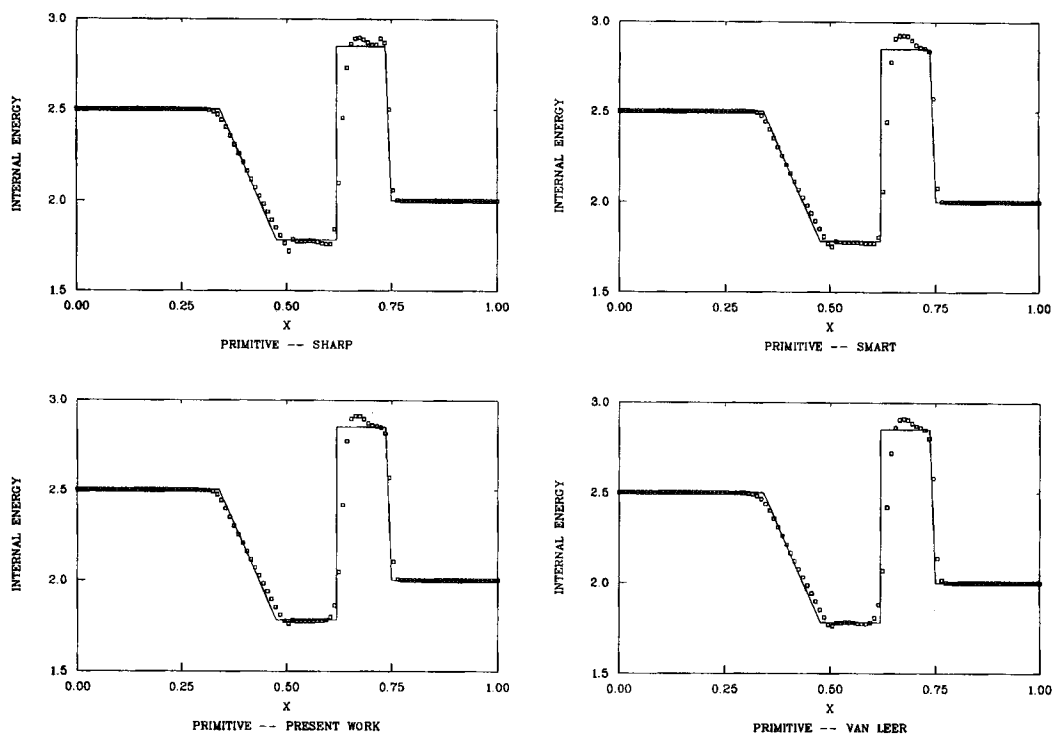 3.0
2.5
2.0
1.5
INTERNAL ENERGY
0.00 0.25 0.50 0.75 1.00
X
PRIMITIVE -- SHARP
3.0
2.5
2.0
1.5
INTERNAL ENERGY
0.00 0.25 0.50 0.75 1.00
X
PRIMITIVE -- SMART
3.0
2.5
2.0
1.5
INTERNAL ENERGY
0.00 0.25 0.50 0.75 1.00
X
PRIMITIVE -- PRESENT WORK
3.0
2.5
2.0
1.5
INTERNAL ENERGY
0.00 0.25 0.50 0.75 1.00
X
PRIMITIVE -- VAN LEER